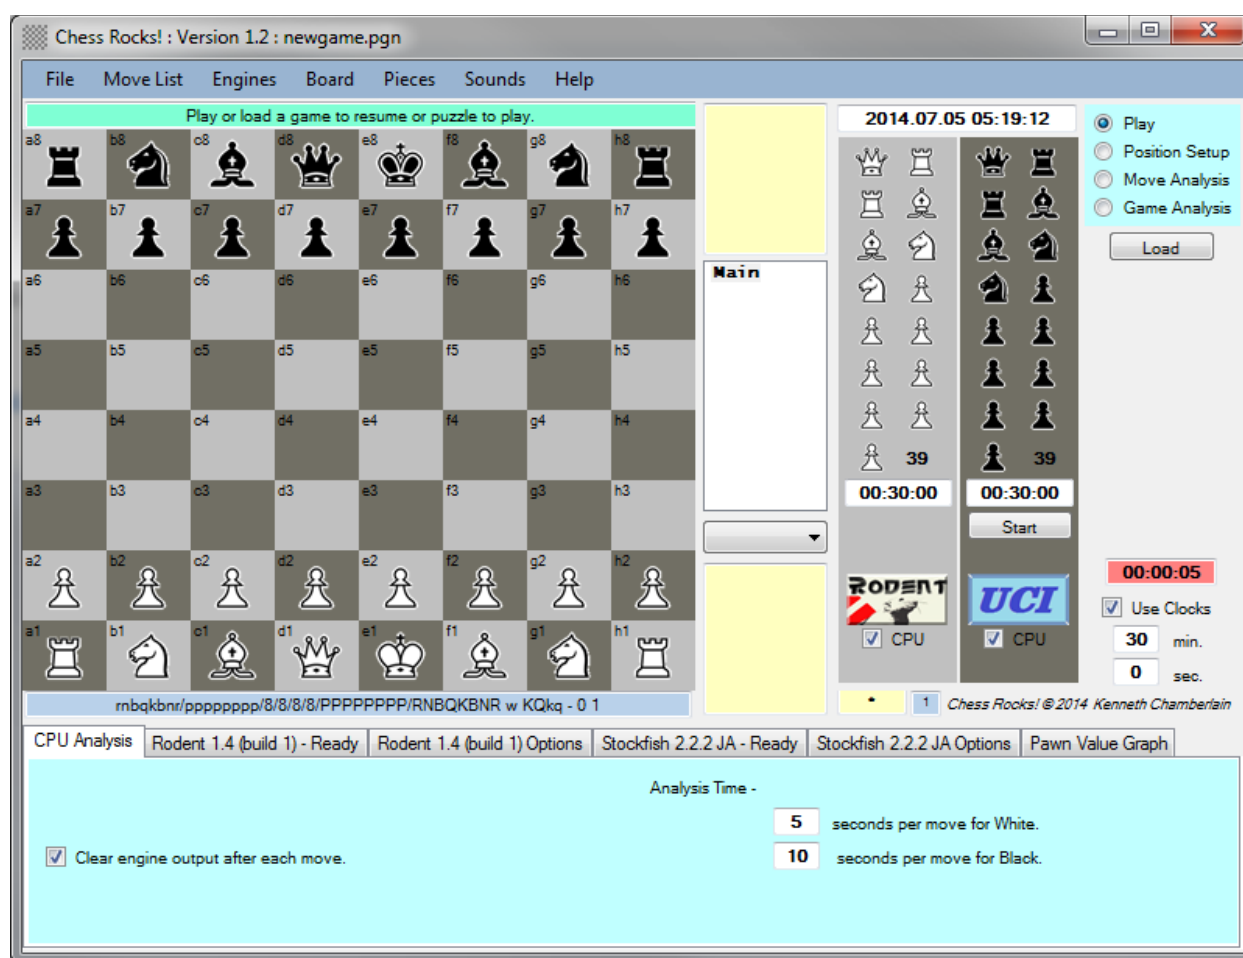 Chess Rocks! : Version 1.2 : newgame.pgn
File Move List Engines Board Pieces Sounds Help
Play or load a game to resume or puzzle to play.
a8 b8 c8 d8 e8 f8 g8 h8
a7 b7 c7 d7 e7 f7 g7 h7
a6 b6 c6 d6 e6 f6 g6 h6
a5 b5 c5 d5 e5 f5 g5 h5
a4 b4 c4 d4 e4 f4 g4 h4
a3 b3 c3 d3 e3 f3 g3 h3
a2 b2 c2 d2 e2 f2 g2 h2
a1 b1 c1 d1 e1 f1 g1 h1
rnbqkbnr/pppppppp/8/8/8/8/PPPPPPPP/RNBQKBNR w KQkq - 0 1
Main
2014.07.05 05:19:12
39 39
00:30:00 00:30:00
Start
RODENT UCI
CPU CPU
* 1 Chess Rocks! © 2014 Kenneth Chamberlain
Play
Position Setup
Move Analysis
Game Analysis
Load
00:00:05
Use Clocks
30 min.
0 sec.
CPU Analysis Rodent 1.4 (build 1) - Ready Rodent 1.4 (build 1) Options Stockfish 2.2.2 JA - Ready Stockfish 2.2.2 JA Options Pawn Value Graph
Analysis Time -
5 seconds per move for White.
Clear engine output after each move.
10 seconds per move for Black.